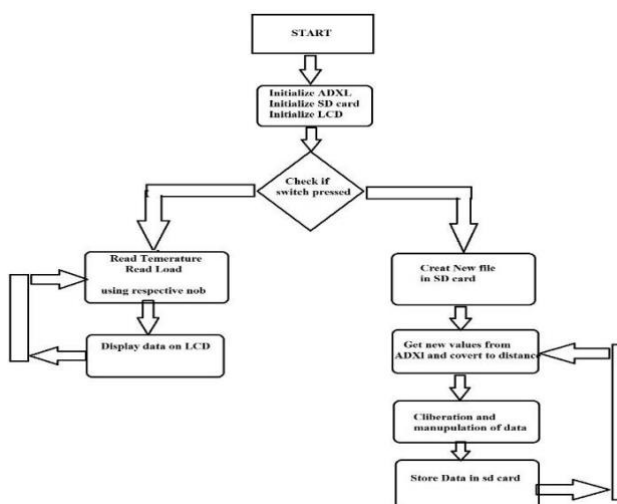 START
Initialize ADXL
Initialize SD card
Initialize LCD
Check if
switch pressed
Read Temerature
Read Load
using respective nob
Display data on LCD
Creat New file
in SD card
Get new values from
ADXl and covert to distance
Cliberation and
manupulation of data
Store Data in sd card